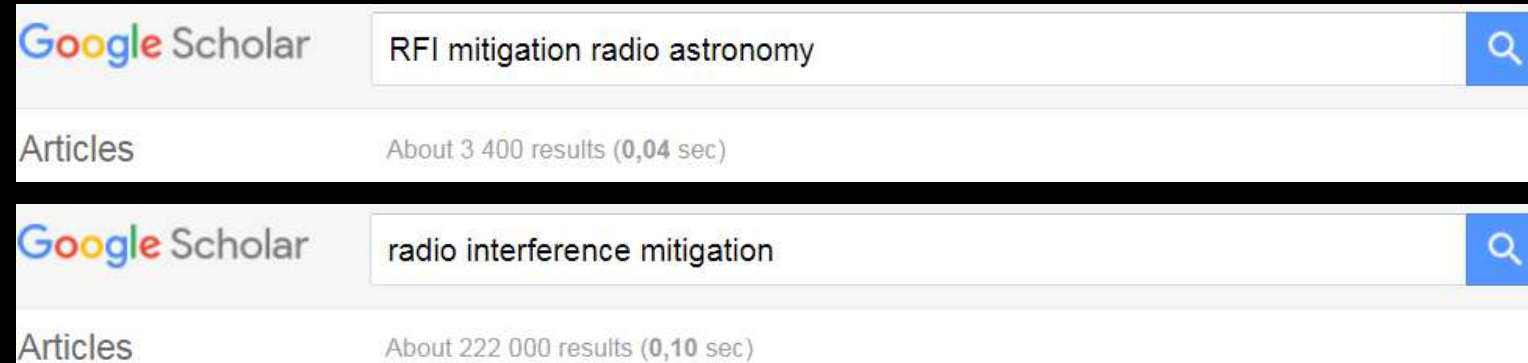 Google Scholar RFI mitigation radio astronomy
Articles About 3 400 results (0,04 sec)
Google Scholar radio interference mitigation
Articles About 222 000 results (0,10 sec)